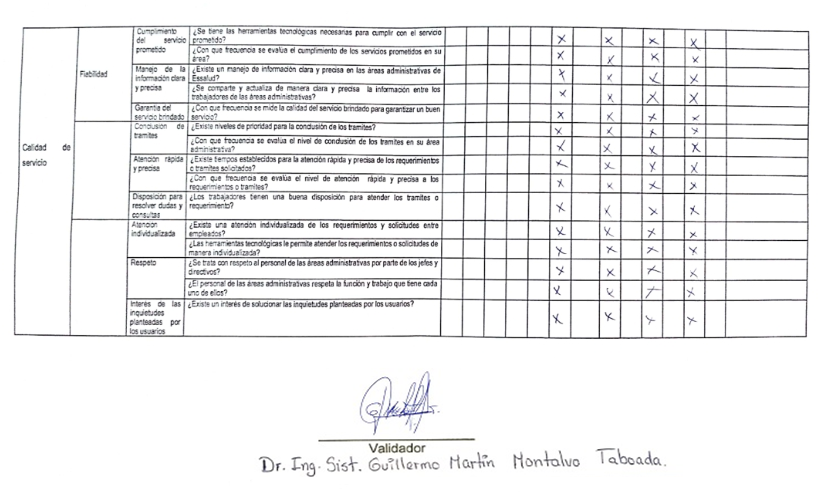 Cumplimiento ¿Se tiene las herramientas tecnológicas necesarias para cumplir con el servicio X X X X
del servicio prometido?
prometido ¿Con que frecuencia se evalúa el cumplimiento de los servicios prometidos en su X X X X
área?
Fiabilidad Manejo de la ¿Existe un manejo de información clara y precisa en las áreas administrativas de X X X X
información clara Essalud?
y precisa ¿Se comparte y actualiza de manera clara y precisa la información entre los X X X X
trabajadores de las áreas administrativas?
Garantía del ¿Con que frecuencia se mide la calidad del servicio brindado para garantizar un buen X X X X
servicio brindado servicio?
Conclusion de ¿Existe niveles de prioridad para la conclusión de los tramites? X X X X
tramites
Calidad de ¿Con que frecuencia se evalúa el nivel de conclusión de los tramites en su área X X X X
administrativa?
servicio Atención rápida ¿Existe tiempos establecidos para la atención rápida y precisa de los requerimientos X X X X
y precisa o tramites solicitados?
¿Con que frecuencia se evalúa el nivel de atención rápida y precisa a los X X X X
requerimientos o tramites?
Disposición para ¿Los trabajadores tienen una buena disposición para atender los tramites o X X X X
resolver dudas y requerimiento?
consultas
Atención ¿Existe una atención individualizada de los requerimientos y solicitudes entre X X X X
individualizada empleados?
¿Las herramientas tecnológicas le permite atender los requerimientos o solicitudes de X X X X
manera individualizada?
Respeto ¿Se trata con respeto al personal de las áreas administrativas por parte de los jefes y X X X X
directivos?
¿El personal de las áreas administrativas respeta la función y trabajo que tiene cada X X X X
uno de ellos?
Interés de las ¿Existe un interés de solucionar las inquietudes planteadas por los usuarios? X X X X
inquietudes
planteadas por
los usuarios
Validador
Dr. Ing. Sist. Guillermo Martín Montalvo Taboada.